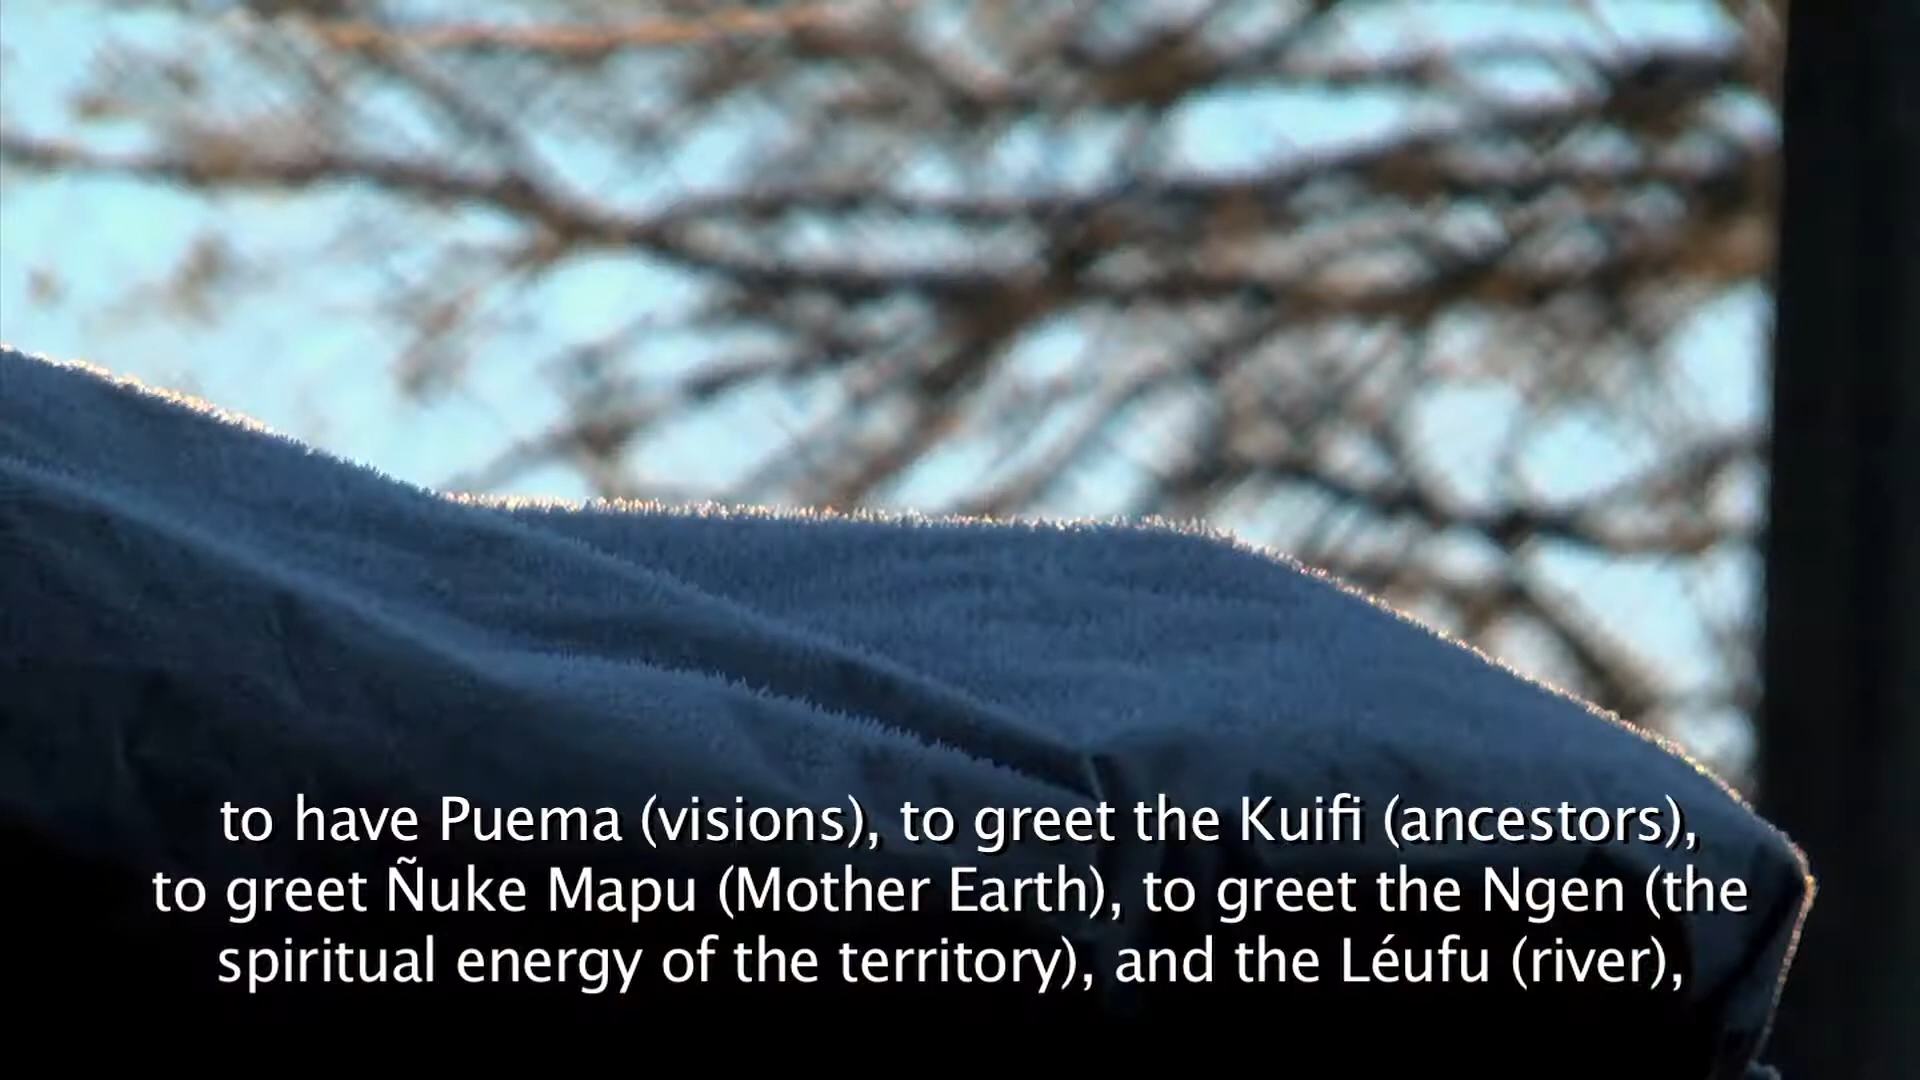 to have Puema (visions), to greet the Kuifi (ancestors),
to greet Ñuke Mapu (Mother Earth), to greet the Ngen (the
spiritual energy of the territory), and the Léufu (river),